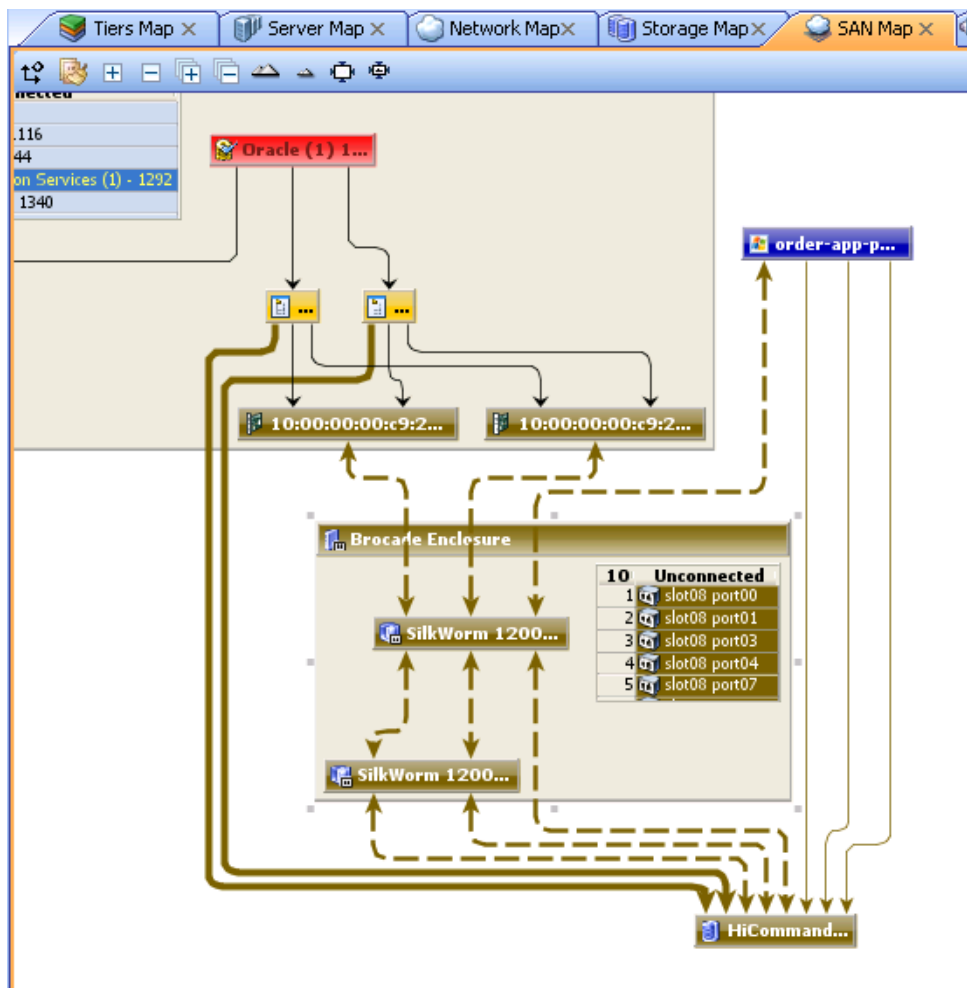 Tiers Map
Server Map
Network Map
Storage Map
SAN Map
nnected
.116
44
on Services (1) - 1292
1340
Oracle (1) 1...
order-app-p...
...
...
10:00:00:00:c9:2...
10:00:00:00:c9:2...
Brocade Enclosure
10 Unconnected
1 slot08 port00
2 slot08 port01
3 slot08 port03
4 slot08 port04
5 slot08 port07
SilkWorm 1200...
SilkWorm 1200...
HiCommand...